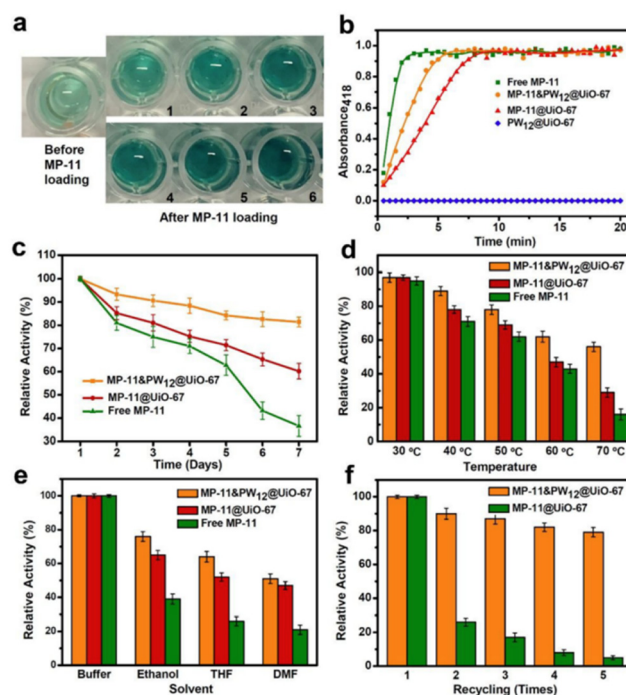 a
1 2 3
Before
MP-11
loading
4 5 6
After MP-11 loading
b
Absorbance₄₁₈
1.0
0.8
0.6
0.4
0.2
0.0
Free MP-11
MP-11&PW₁₂@UiO-67
MP-11@UiO-67
PW₁₂@UiO-67
0 5 10 15 20
Time (min)
c
Relative Activity (%)
100
90
80
70
60
50
40
30
MP-11&PW₁₂@UiO-67
MP-11@UiO-67
Free MP-11
1 2 3 4 5 6 7
Time (Days)
d
Relative Activity (%)
100
80
60
40
20
0
MP-11&PW₁₂@UiO-67
MP-11@UiO-67
Free MP-11
30 ºC 40 ºC 50 ºC 60 ºC 70 ºC
Temperature
e
Relative Activity (%)
100
80
60
40
20
0
MP-11&PW₁₂@UiO-67
MP-11@UiO-67
Free MP-11
Buffer Ethanol THF DMF
Solvent
f
Relative Activity (%)
100
80
60
40
20
0
MP-11&PW₁₂@UiO-67
MP-11@UiO-67
1 2 3 4 5
Recycling (Times)